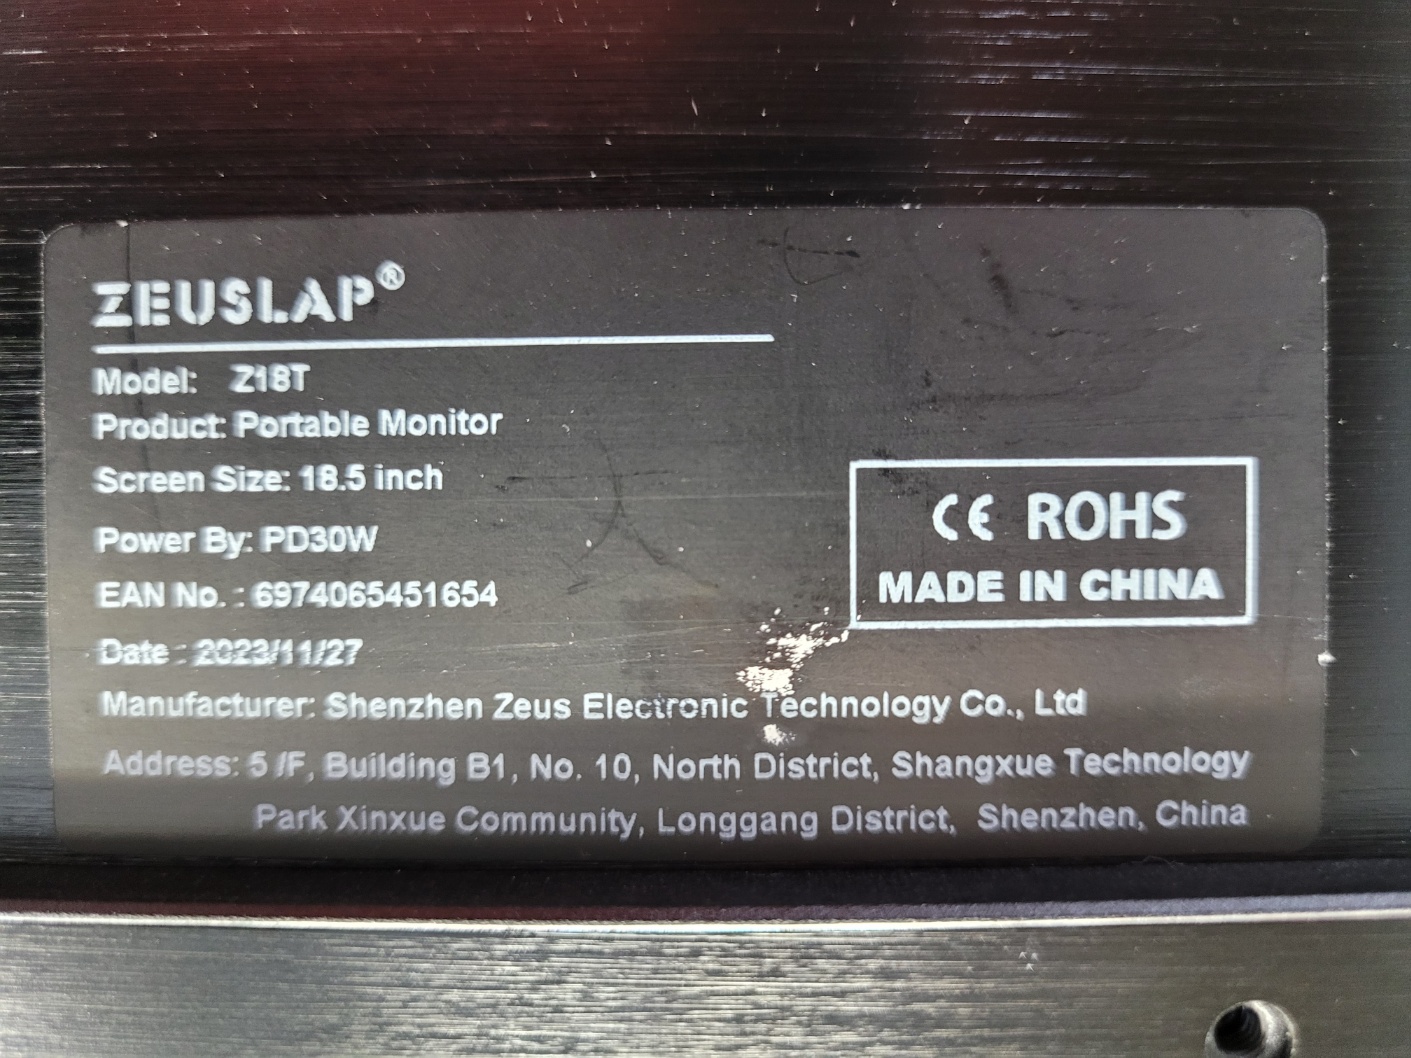 ZEUSLAP®
Model: Z18T
Product: Portable Monitor
Screen Size: 18.5 inch
Power By: PD30W
EAN No. : 6974065451654
Date : 2023/11/27
CE ROHS
MADE IN CHINA
Manufacturer: Shenzhen Zeus Electronic Technology Co., Ltd
Address: 5 /F, Building B1, No. 10, North District, Shangxue Technology
Park Xinxue Community, Longgang District, Shenzhen, China